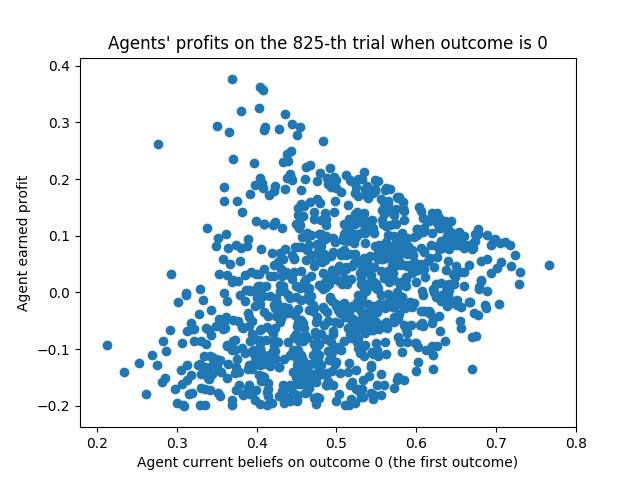 Agents' profits on the 825-th trial when outcome is 0
Agent earned profit
0.4
0.3
0.2
0.1
0.0
−0.1
−0.2
0.2 0.3 0.4 0.5 0.6 0.7 0.8
Agent current beliefs on outcome 0 (the first outcome)